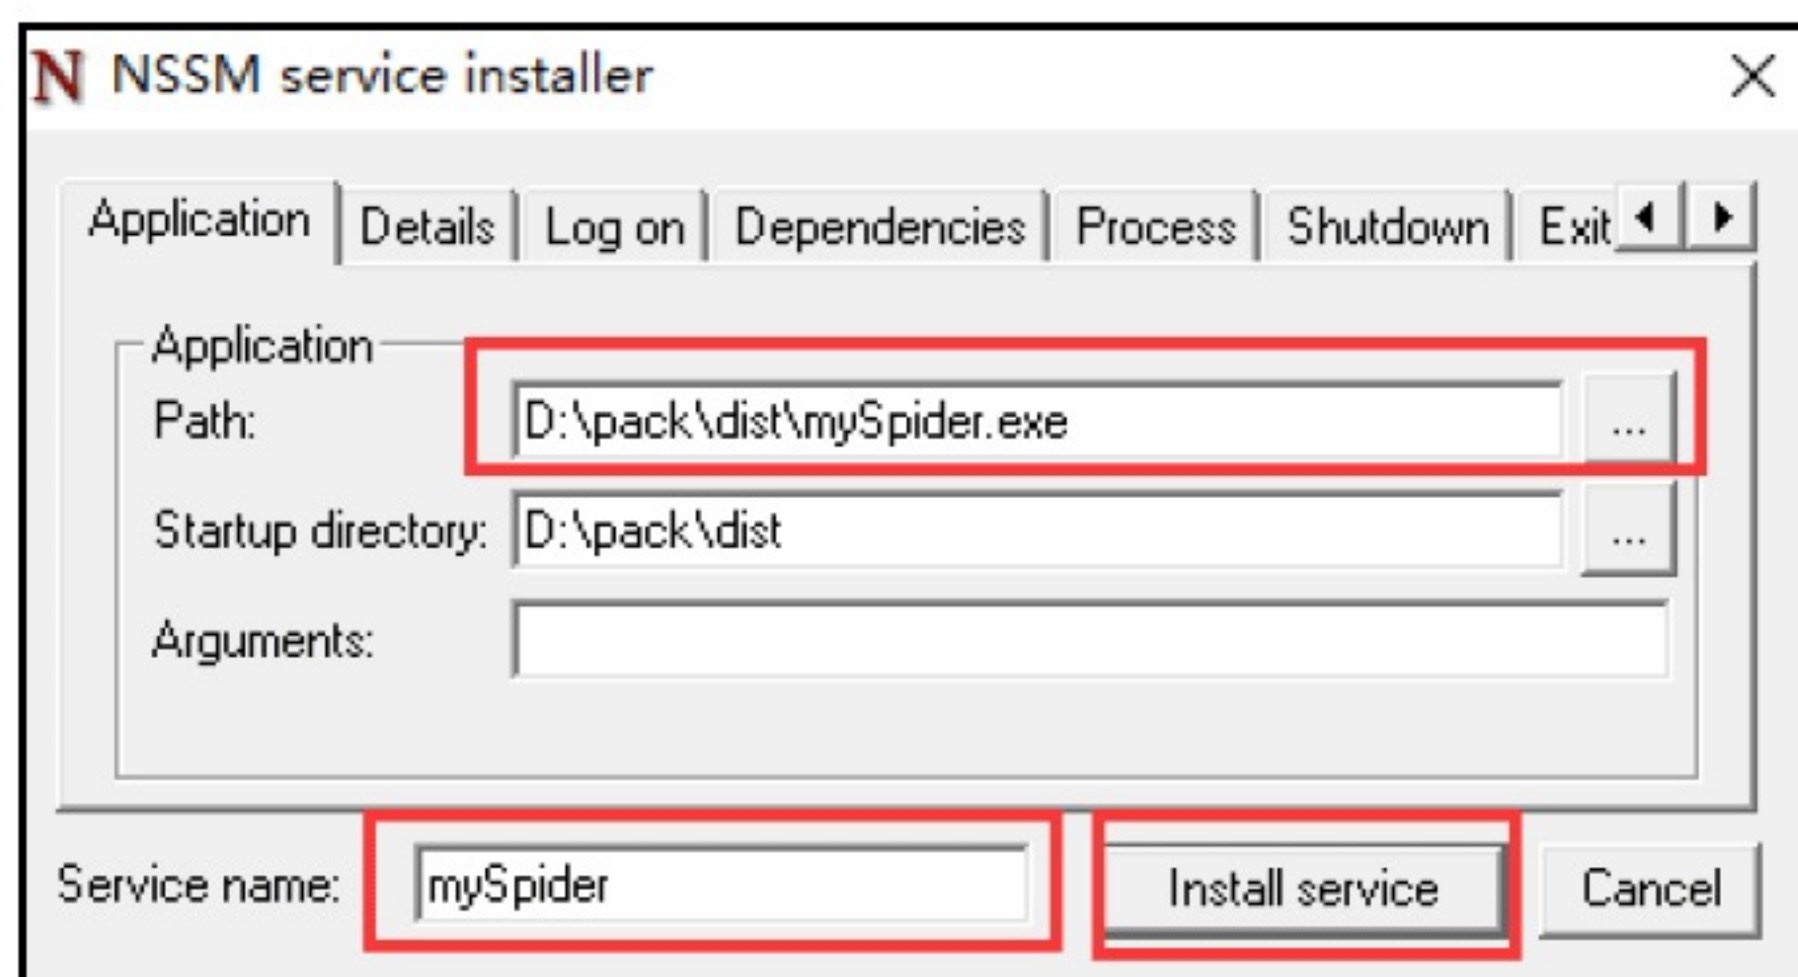 N NSSM service installer
Application Details Log on Dependencies Process Shutdown Exit
Application
Path: D:\pack\dist\mySpider.exe ...
Startup directory: D:\pack\dist ...
Arguments:
Service name: mySpider Install service Cancel